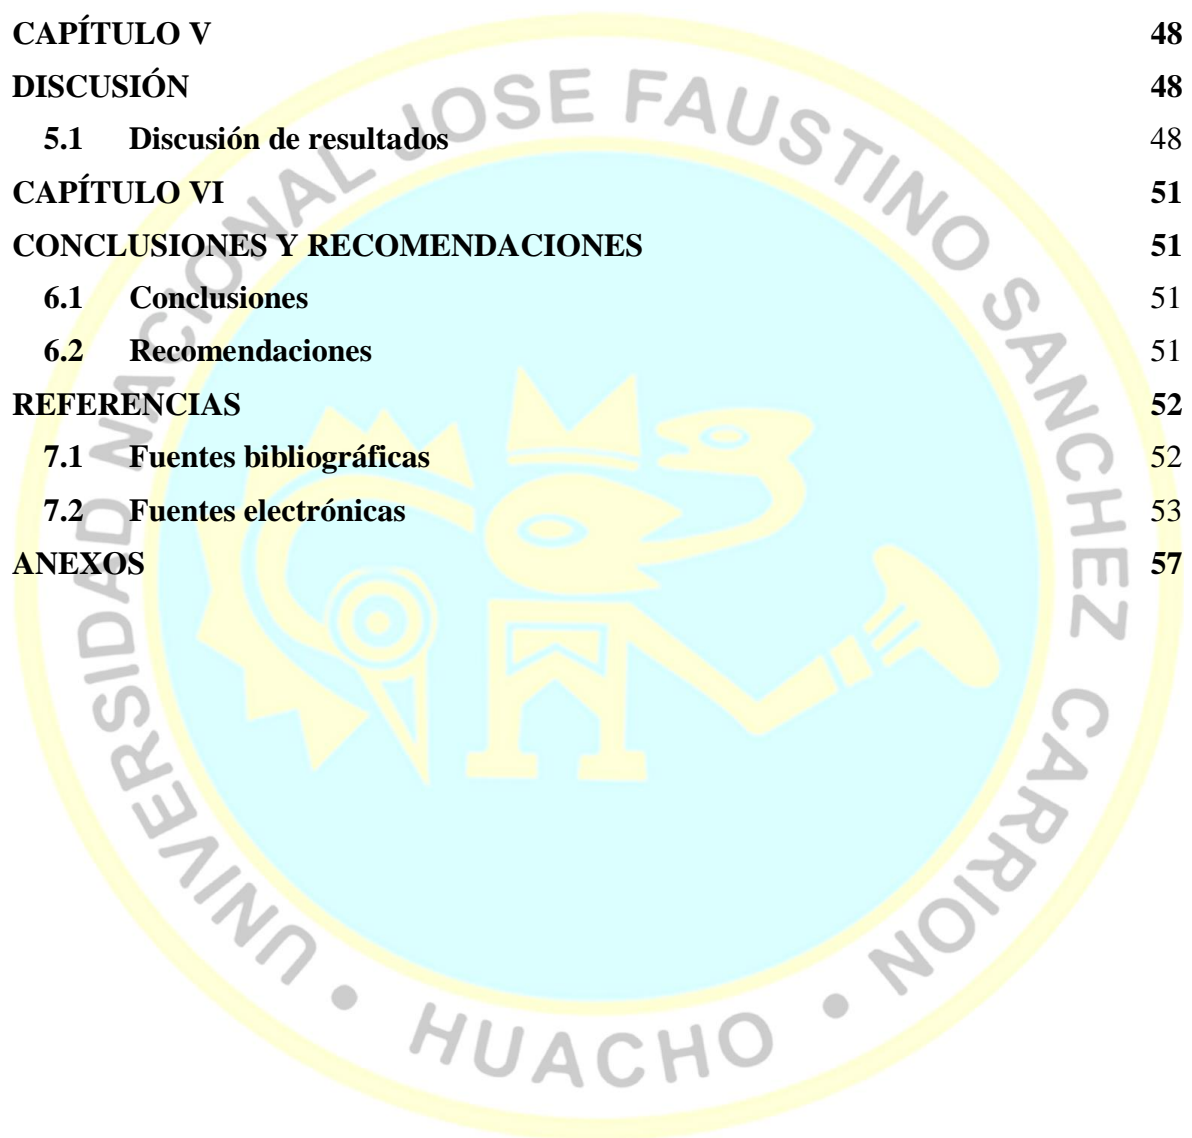 CAPÍTULO V 48
DISCUSIÓN 48
5.1 Discusión de resultados 48
CAPÍTULO VI 51
CONCLUSIONES Y RECOMENDACIONES 51
6.1 Conclusiones 51
6.2 Recomendaciones 51
REFERENCIAS 52
7.1 Fuentes bibliográficas 52
7.2 Fuentes electrónicas 53
ANEXOS 57
UNIVERSIDAD NACIONAL JOSE FAUSTINO SANCHEZ CARRION • HUACHO •